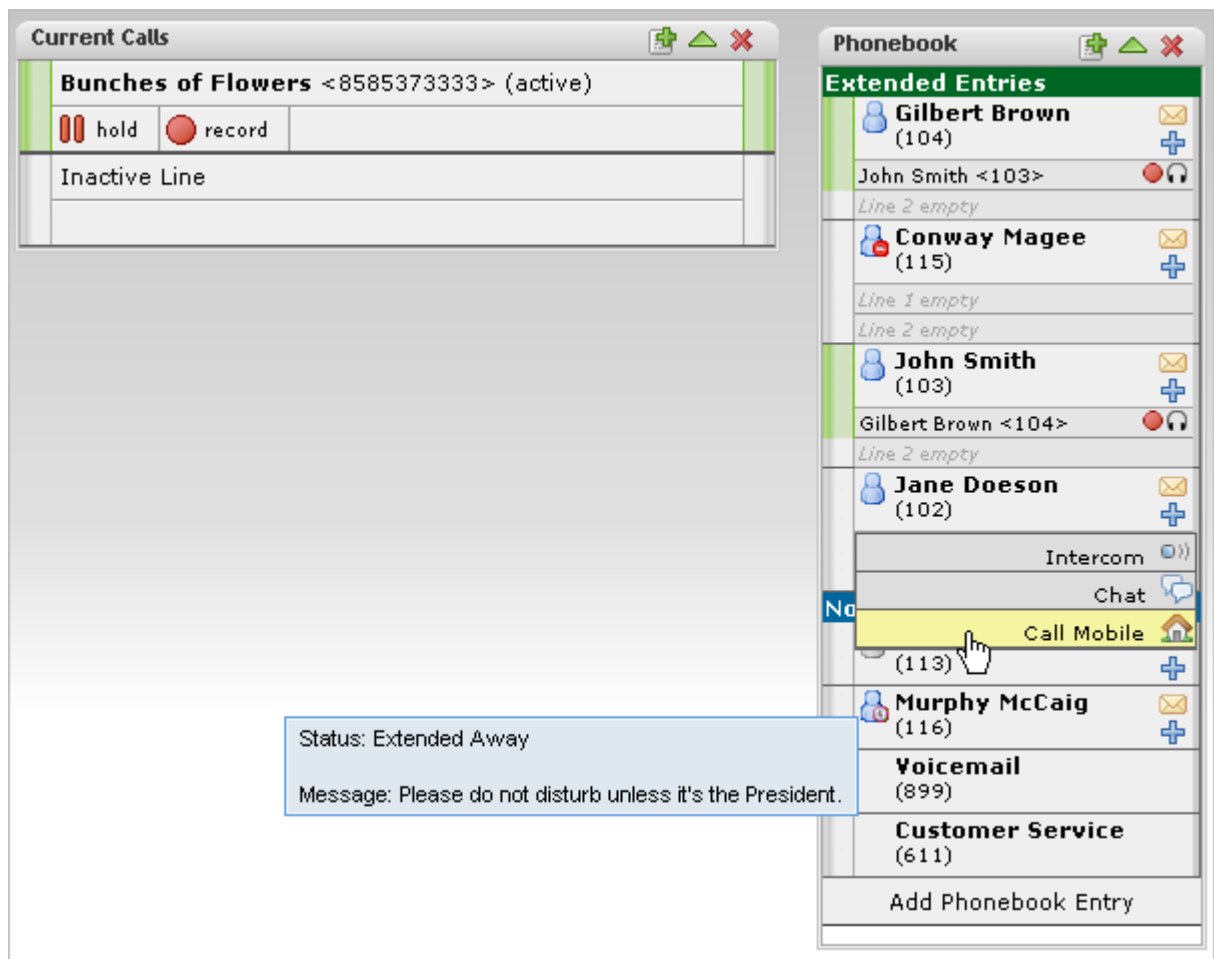 Current Calls
Bunches of Flowers <8585373333> (active)
hold record
Inactive Line
Phonebook
Extended Entries
Gilbert Brown
(104)
John Smith <103>
Line 2 empty
Conway Magee
(115)
Line 1 empty
Line 2 empty
John Smith
(103)
Gilbert Brown <104>
Line 2 empty
Jane Doeson
(102)
Intercom
Chat
Call Mobile
(113)
Murphy McCaig
(116)
Voicemail
(899)
Customer Service
(611)
Add Phonebook Entry
Status: Extended Away
Message: Please do not disturb unless it's the President.